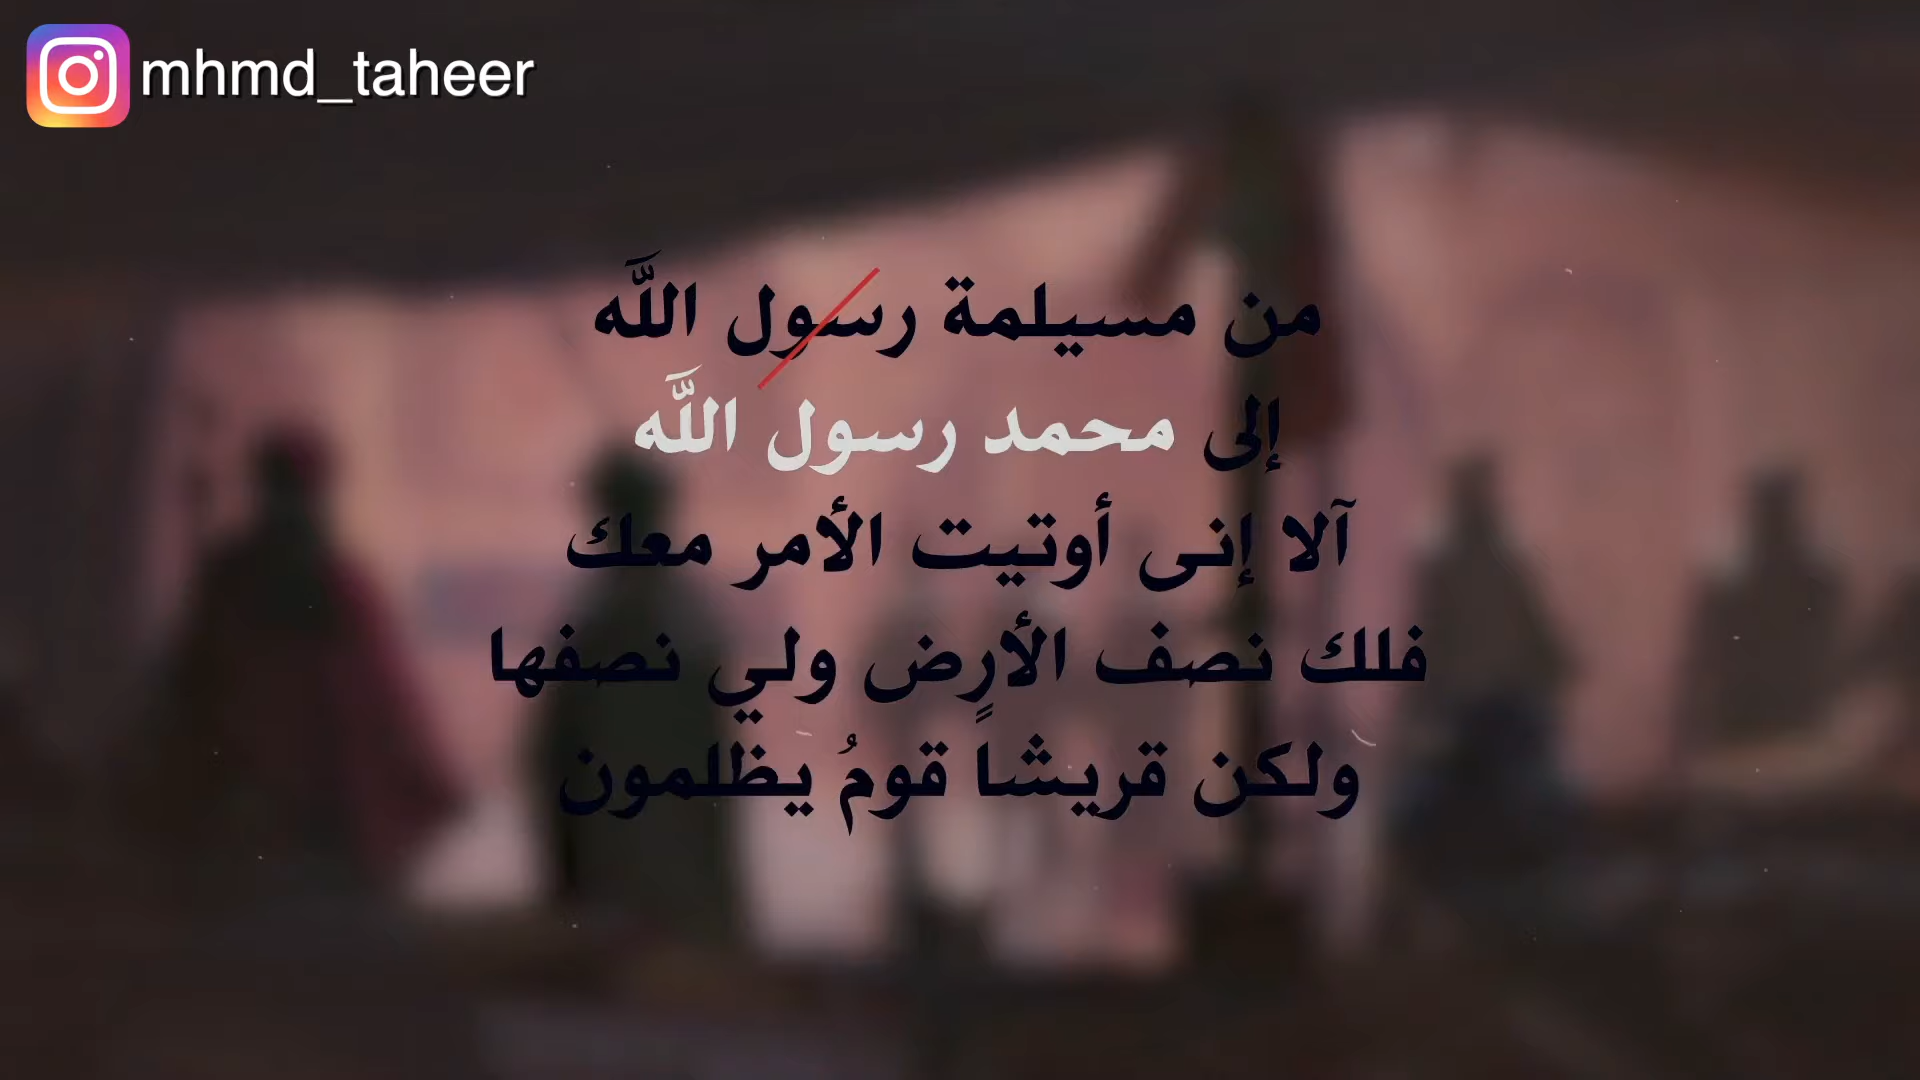 mhmd_taheer
من مسيلمة رسول اللَّه
إلى محمد رسول اللَّه
آلا إنى أوتيت الأمر معك
فلك نصف الأرٍض ولي نصفها
ولكن قريشاً قومُ يظلمون